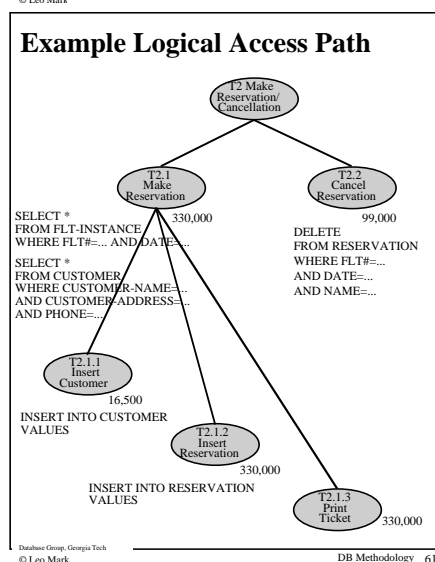 © Leo Mark
Example Logical Access Path
T2 Make
Reservation/
Cancellation
T2.1
Make
Reservation
330,000
T2.2
Cancel
Reservation
99,000
SELECT *
FROM FLT-INSTANCE
WHERE FLT#=... AND DATE=...
SELECT *
FROM CUSTOMER
WHERE CUSTOMER-NAME=...
AND CUSTOMER-ADDRESS=...
AND PHONE=...
DELETE
FROM RESERVATION
WHERE FLT#=...
AND DATE=...
AND NAME=...
T2.1.1
Insert
Customer
16,500
INSERT INTO CUSTOMER
VALUES
T2.1.2
Insert
Reservation
330,000
INSERT INTO RESERVATION
VALUES
T2.1.3
Print
Ticket
330,000
Database Group, Georgia Tech
© Leo Mark
DB Methodology 61